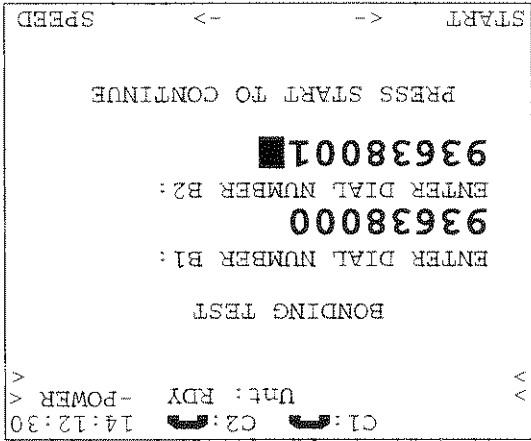 C1: C2: 14:12:30
Unt: RDY -POWER <
BONDING TEST
ENTER DIAL NUMBER B1:
93638000
ENTER DIAL NUMBER B2:
93638001
PRESS START TO CONTINUE
START <- -> SPEED